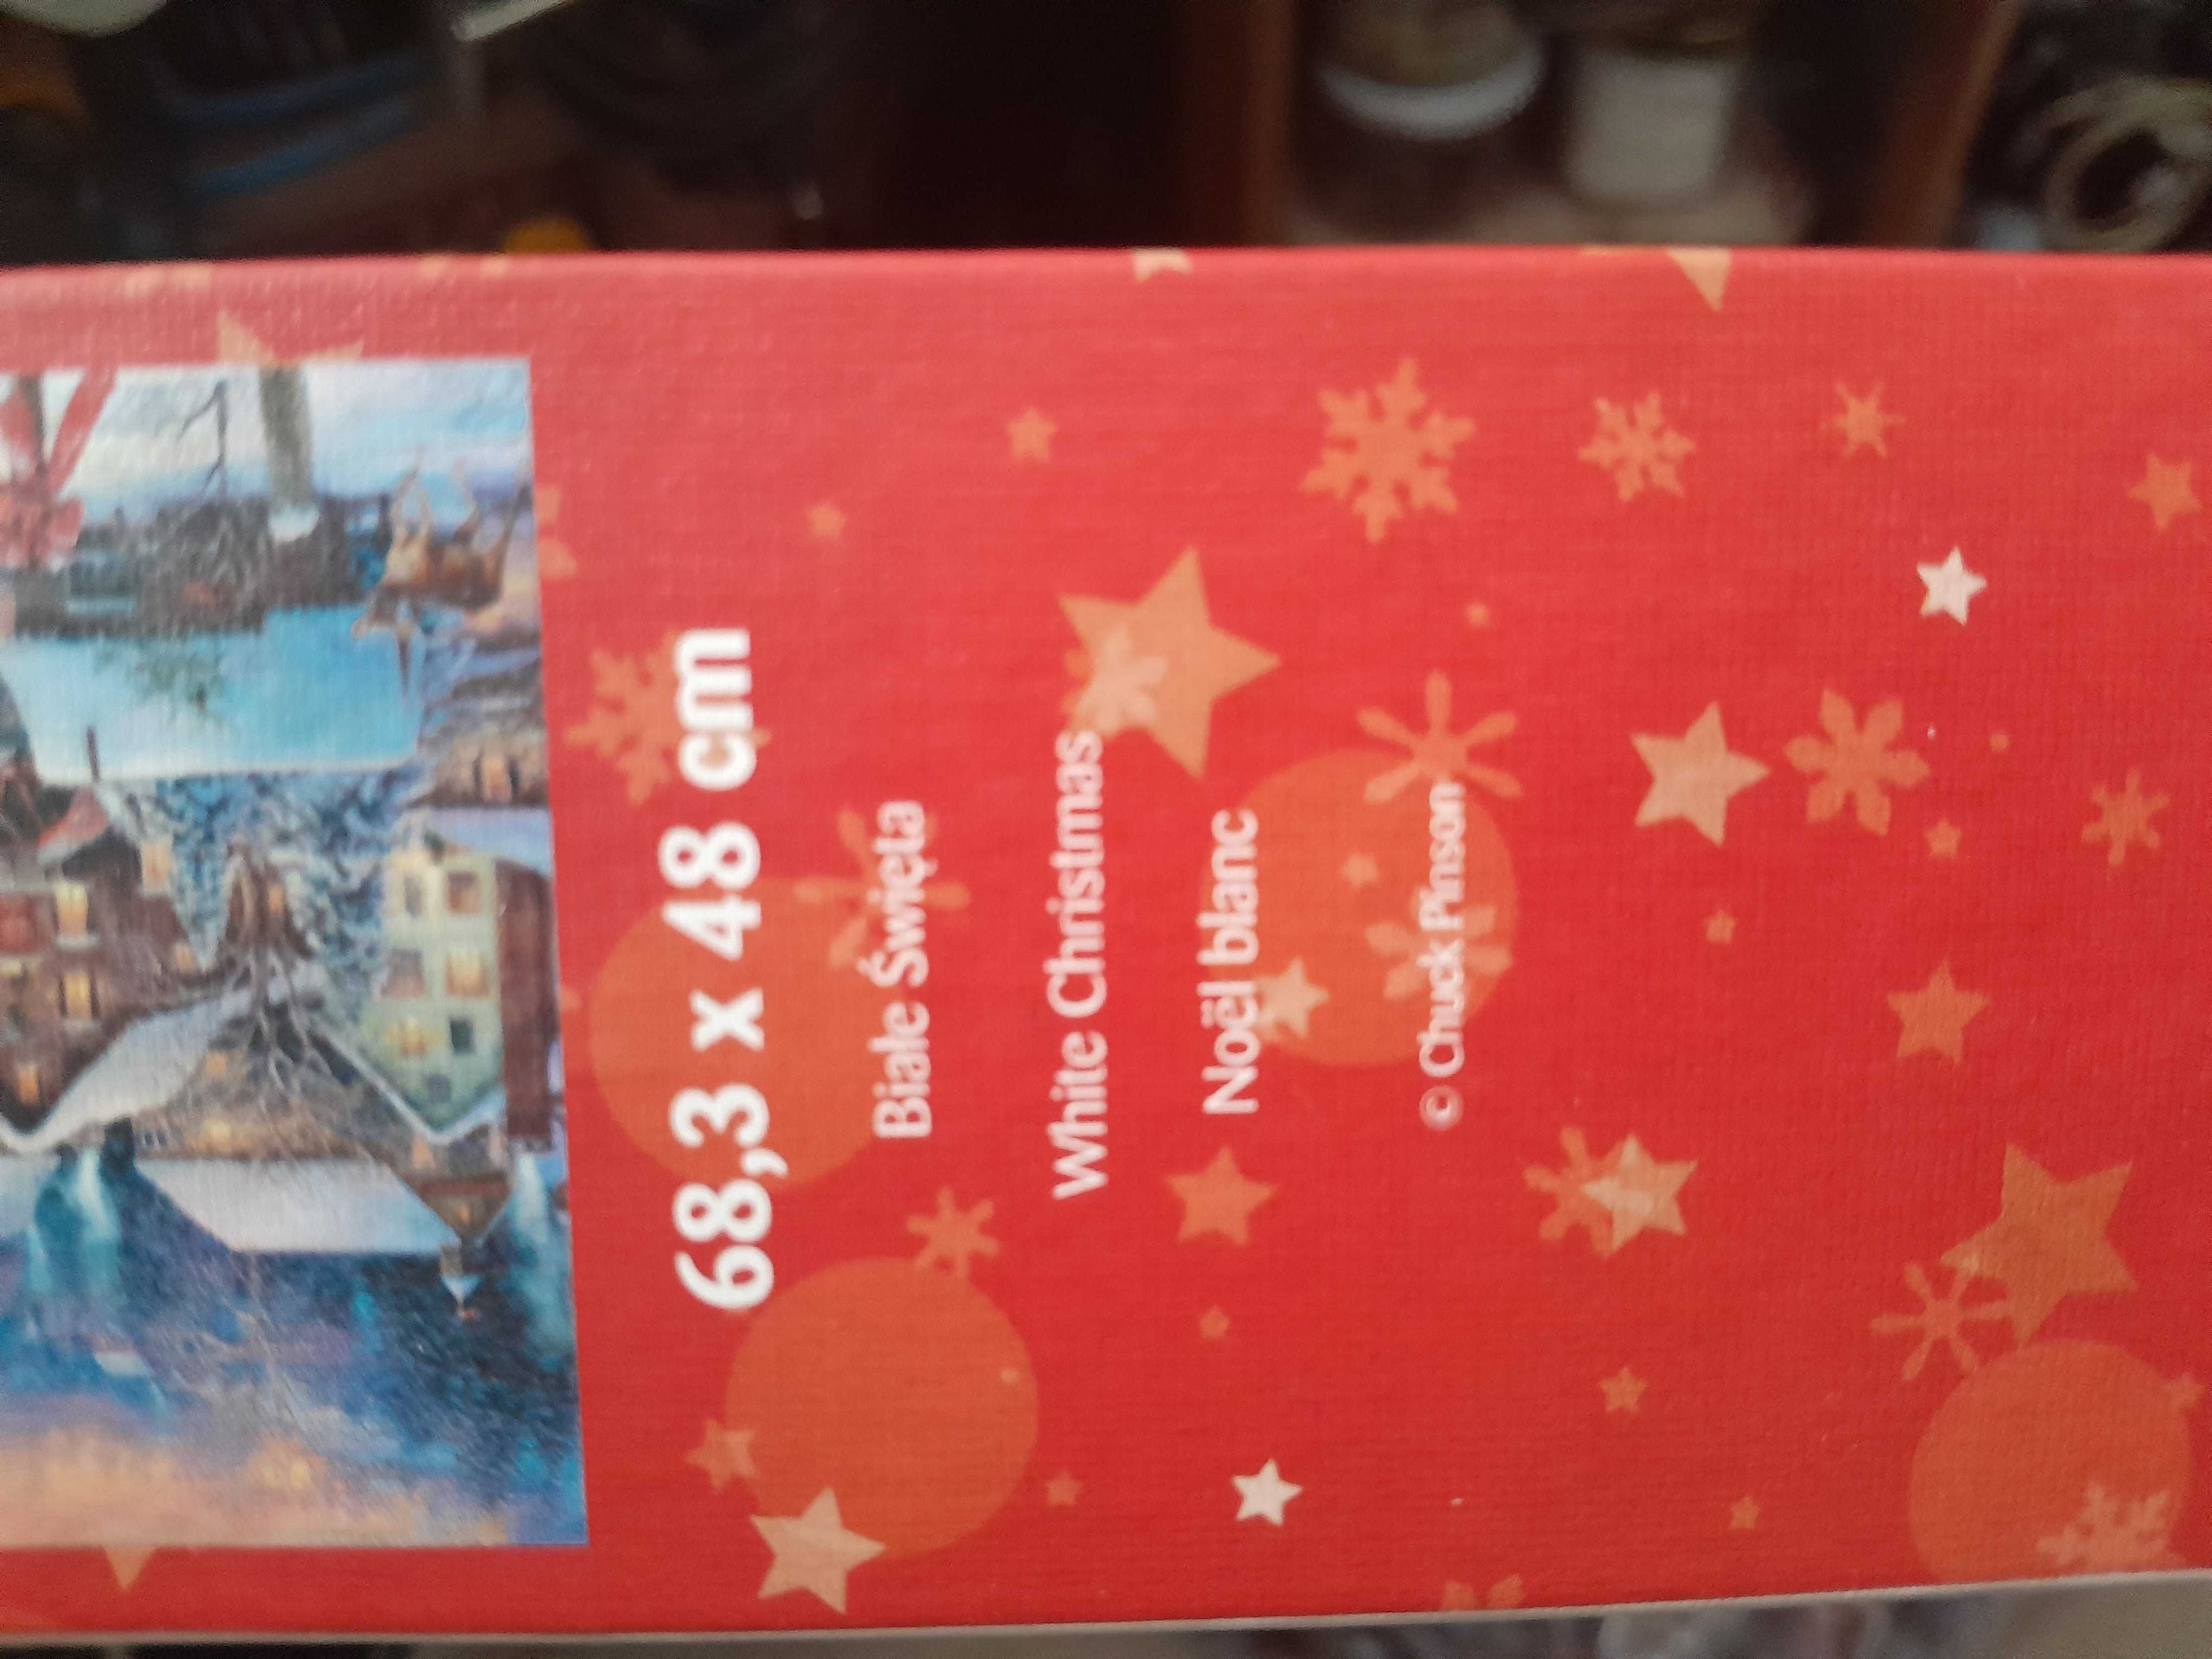 68,3 x 48 cm
Białe Święta
White Christmas
Noël blanc
© Chuck Pinson